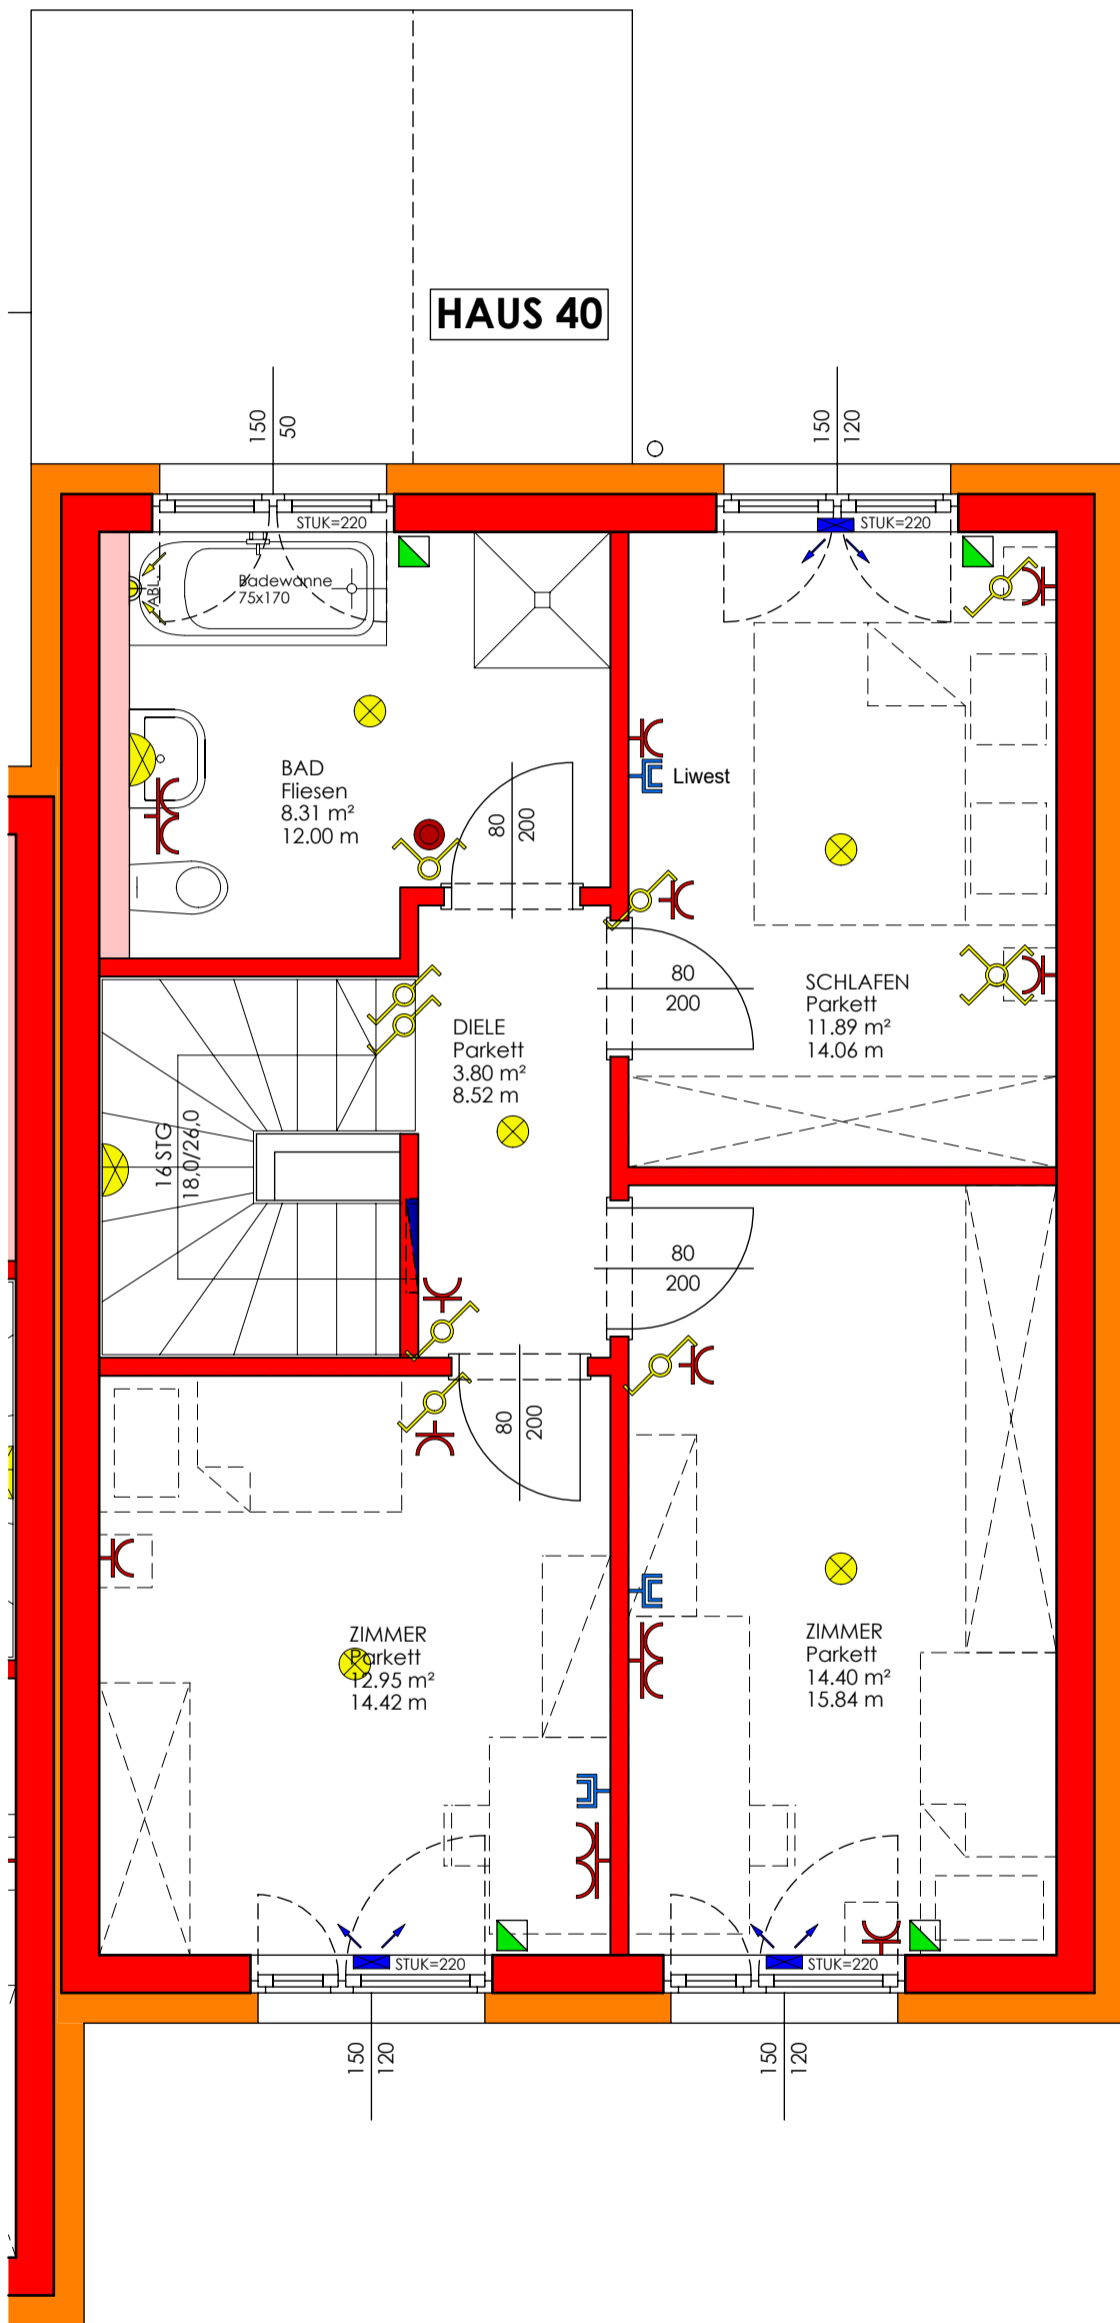 HAUS 40
150
50
150
120
STUK=220
STUK=220
ABL.
Badewanne
75x170
BAD
Fliesen
8.31 m²
12.00 m
80
200
Liwest
80
200
SCHLAFEN
Parkett
11.89 m²
14.06 m
DIELE
Parkett
3.80 m²
8.52 m
16 STG
18,0/26,0
80
200
80
200
ZIMMER
Parkett
12.95 m²
14.42 m
ZIMMER
Parkett
14.40 m²
15.84 m
STUK=220
STUK=220
150
120
150
120